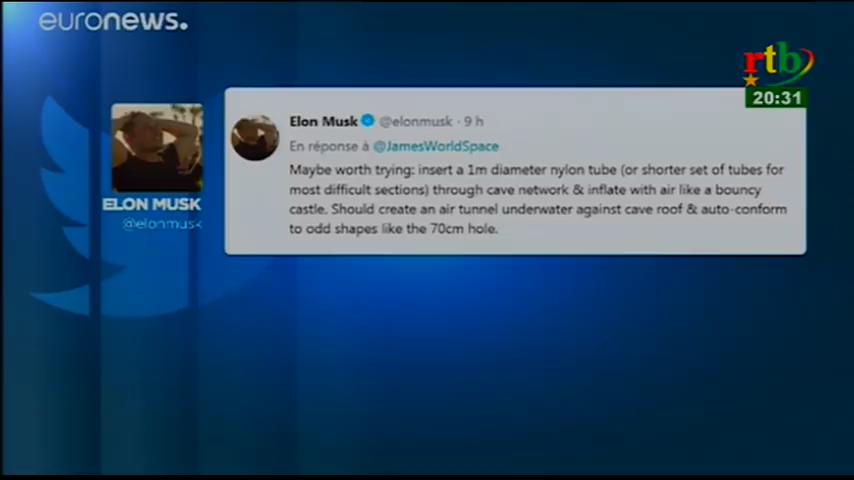 euronews.
rtb
20:31
Elon Musk @elonmusk · 9 h
En réponse à @JamesWorldSpace
Maybe worth trying: insert a 1m diameter nylon tube (or shorter set of tubes for
most difficult sections) through cave network & inflate with air like a bouncy
castle. Should create an air tunnel underwater against cave roof & auto-conform
to odd shapes like the 70cm hole.
ELON MUSK
@elonmusk